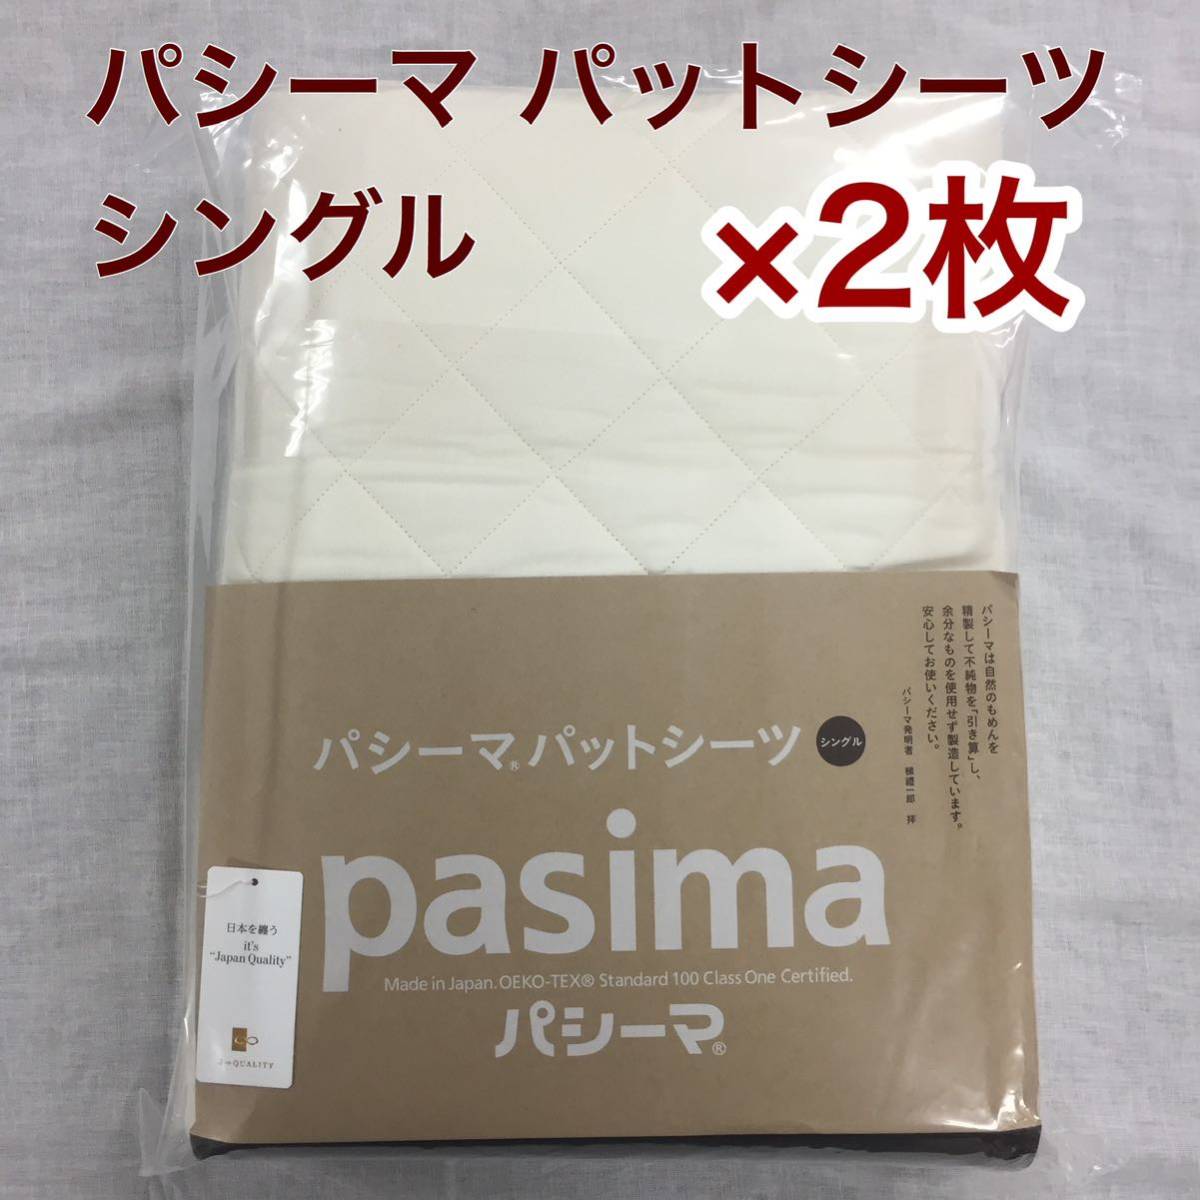 パシーマ パットシーツ
シングル
×2枚
パシーマは自然のもめんを
精製して不純物を「引き算」し、
余分なものを使用せず製造しています。
安心してお使いください。
パシーマ発明者 梯禮一郎 拝
パシーマ®パットシーツ シングル
pasima
Made in Japan. OEKO-TEX® Standard 100 Class One Certified.
パシーマ®
日本を纏う
it's
"Japan Quality"
J∞QUALITY